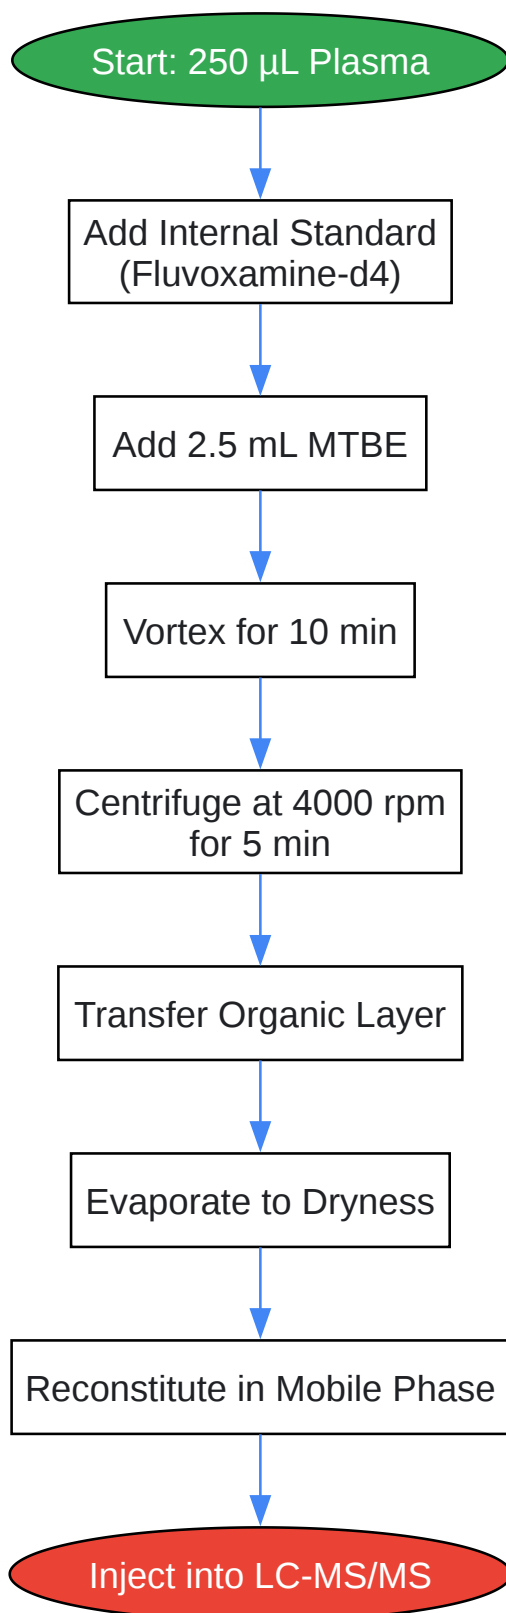 Start: 250 µL Plasma
Add Internal Standard
(Fluvoxamine-d4)
Add 2.5 mL MTBE
Vortex for 10 min
Centrifuge at 4000 rpm
for 5 min
Transfer Organic Layer
Evaporate to Dryness
Reconstitute in Mobile Phase
Inject into LC-MS/MS